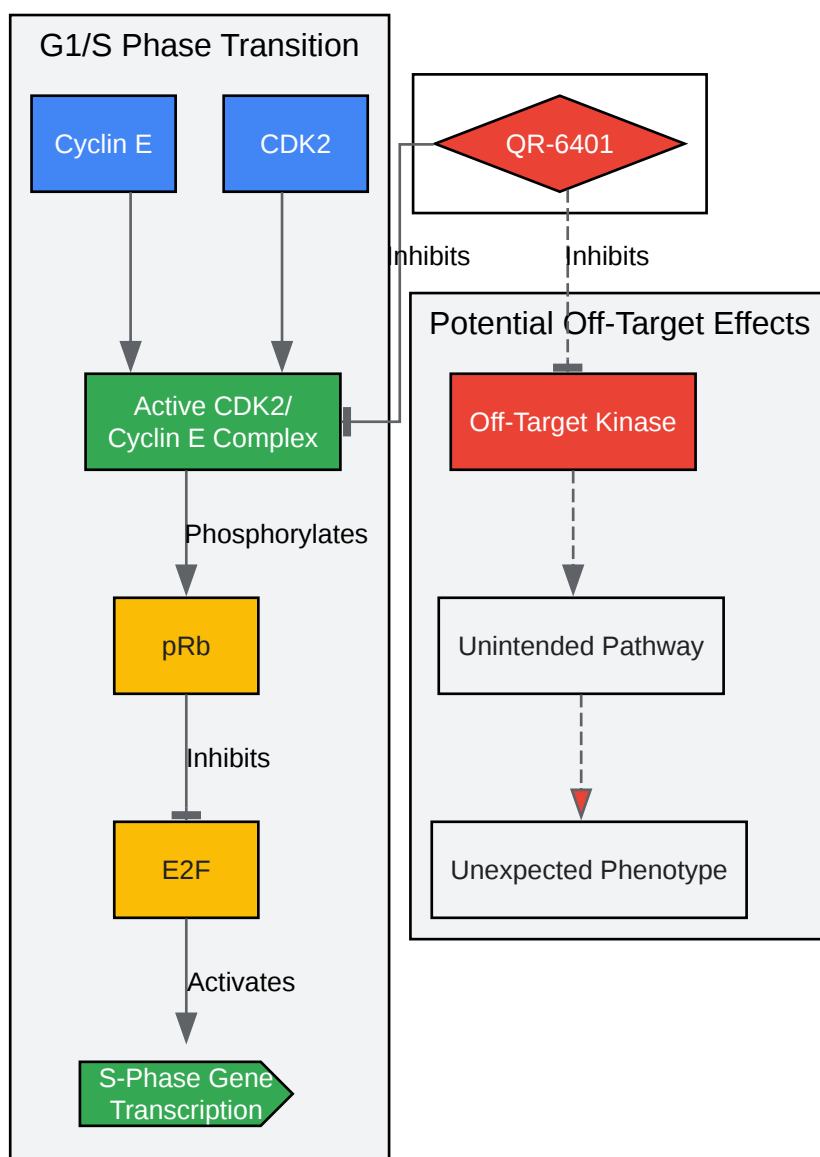 G1/S Phase Transition
Cyclin E
CDK2
QR-6401
Inhibits
Inhibits
Potential Off-Target Effects
Active CDK2/
Cyclin E Complex
Off-Target Kinase
Phosphorylates
pRb
Unintended Pathway
Inhibits
E2F
Unexpected Phenotype
Activates
S-Phase Gene
Transcription